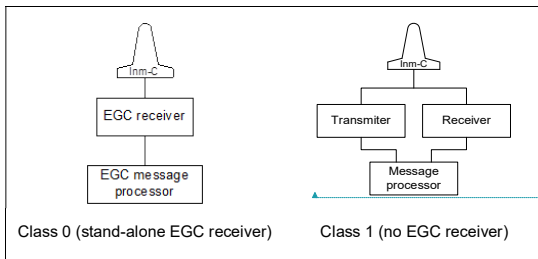 Inm-C
EGC receiver
EGC message
processor
Class 0 (stand-alone EGC receiver)
Inm-C
Transmiter
Receiver
Message
processor
Class 1 (no EGC receiver)